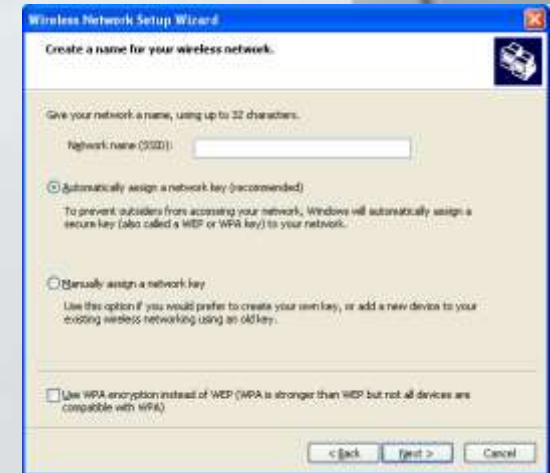 Wireless Network Setup Wizard
Create a name for your wireless network.
Give your network a name, using up to 32 characters.
Network name (SSID):
Automatically assign a network key (recommended)
To prevent outsiders from accessing your network, Windows will automatically assign a
secure key (also called a WEP or WPA key) to your network.
Manually assign a network key
Use this option if you would prefer to create your own key, or add a new device to your
existing wireless networking using an old key.
Use WPA encryption instead of WEP (WPA is stronger than WEP but not all devices are
compatible with WPA)
< Back
Next >
Cancel